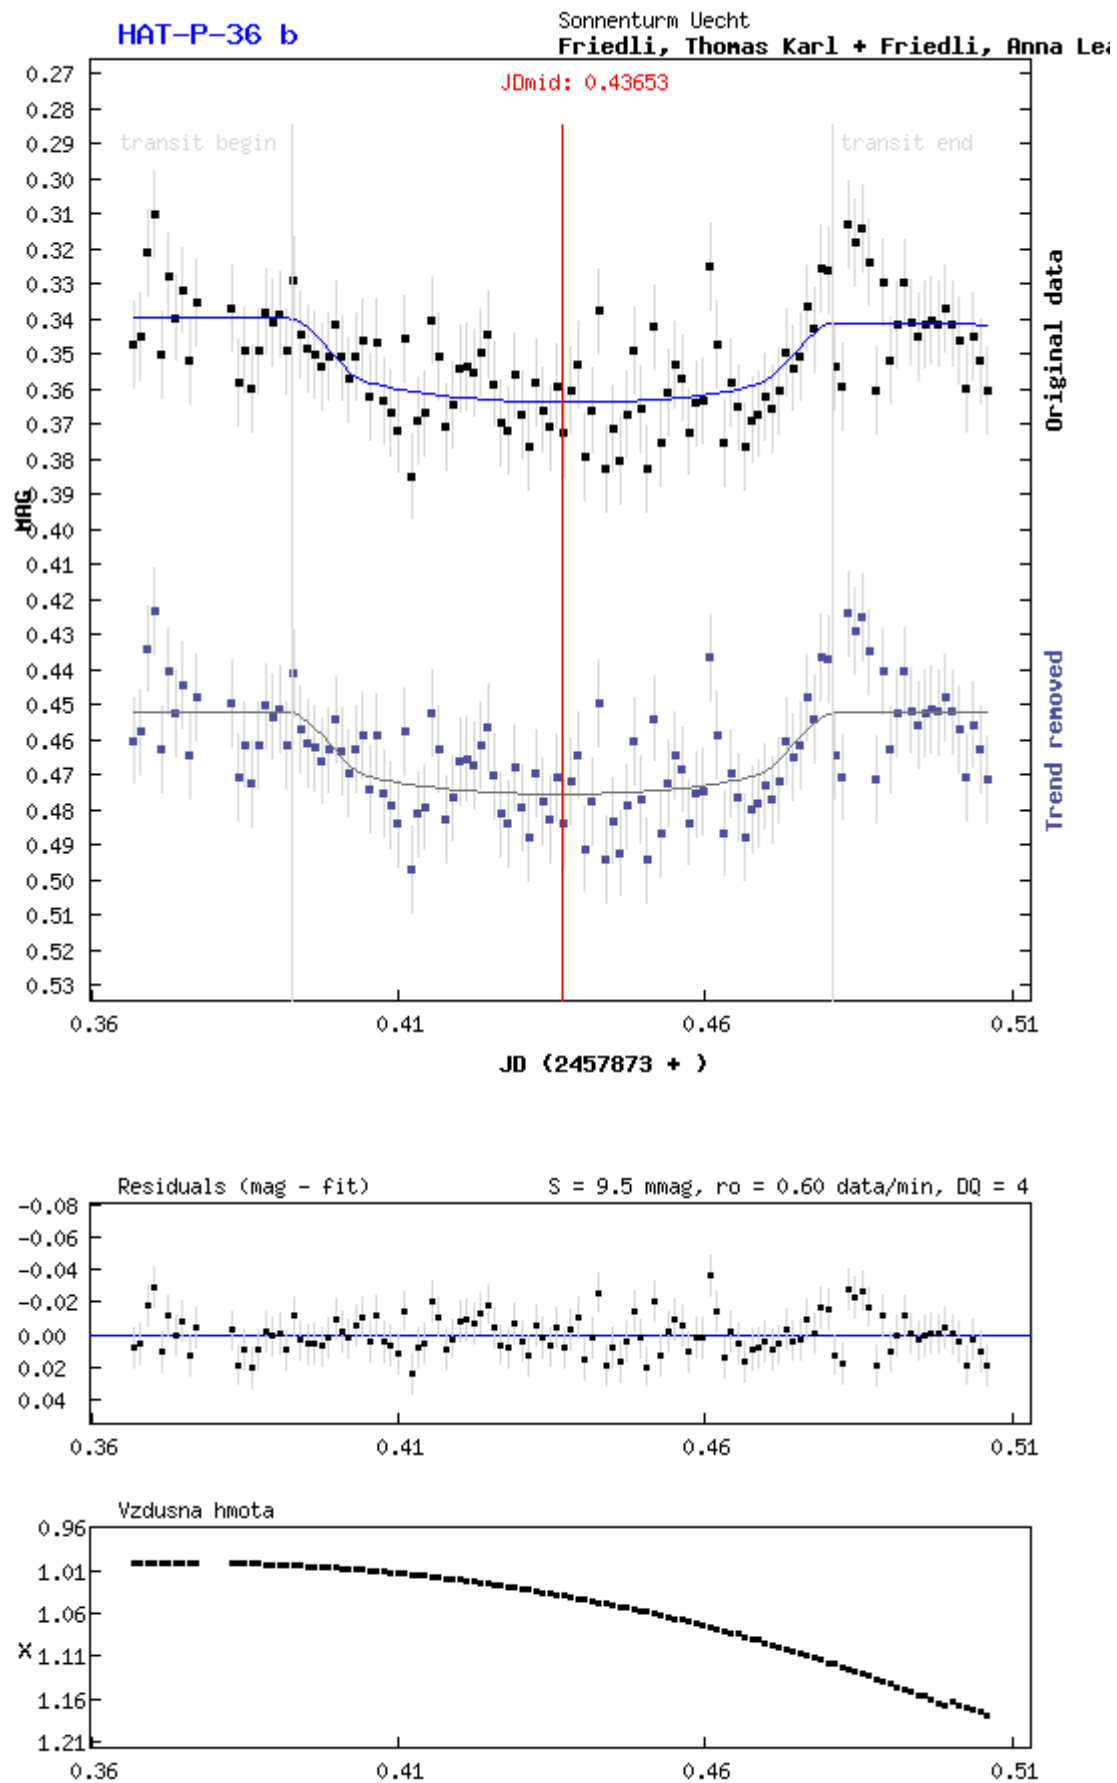 HAT-P-36 b
Sonnenturm Uecht
Friedli, Thomas Karl + Friedli, Anna Lea
JDmid: 0.43653
transit begin
transit end
0.27
0.28
0.29
0.30
0.31
0.32
0.33
0.34
0.35
0.36
0.37
0.38
0.39
0.40
0.41
0.42
0.43
0.44
0.45
0.46
0.47
0.48
0.49
0.50
0.51
0.52
0.53
MAG
Original data
Trend removed
0.36 0.41 0.46 0.51
JD (2457873 + )
Residuals (mag - fit) S = 9.5 mmag, ro = 0.60 data/min, DQ = 4
-0.08
-0.06
-0.04
-0.02
0.00
0.02
0.04
0.36 0.41 0.46 0.51
Vzdusna hmota
0.96
1.01
1.06
1.11
1.16
1.21
X
0.36 0.41 0.46 0.51